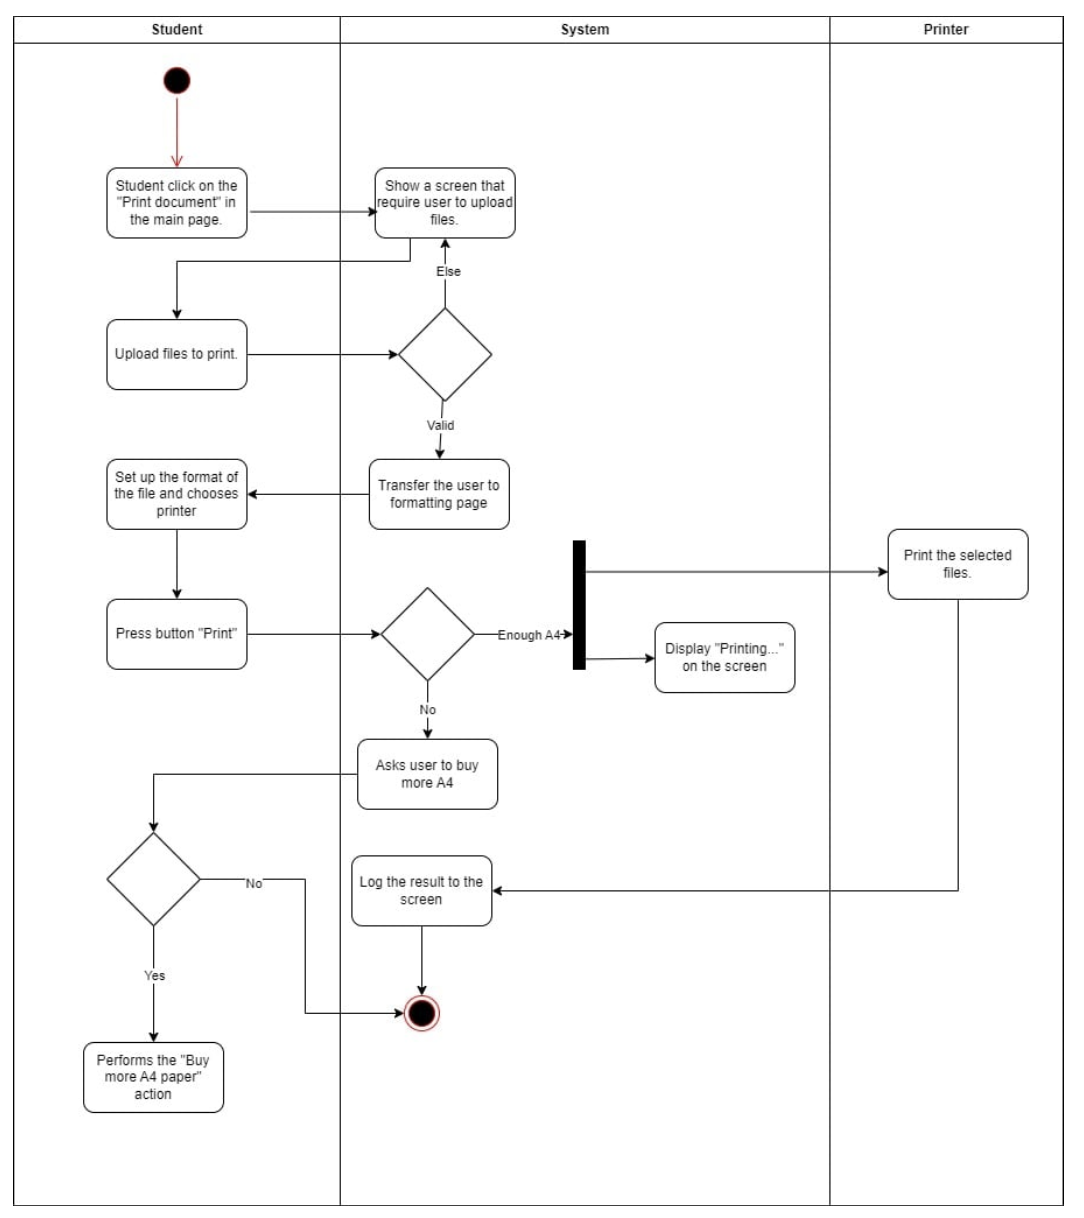 Student
System
Printer
Student click on the
"Print document" in
the main page.
Show a screen that
require user to upload
files.
Else
Upload files to print.
Valid
Set up the format of
the file and chooses
printer
Transfer the user to
formatting page
Print the selected
files.
Press button "Print"
Enough A4
Display "Printing..."
on the screen
No
Asks user to buy
more A4
No
Log the result to the
screen
Yes
Performs the "Buy
more A4 paper"
action